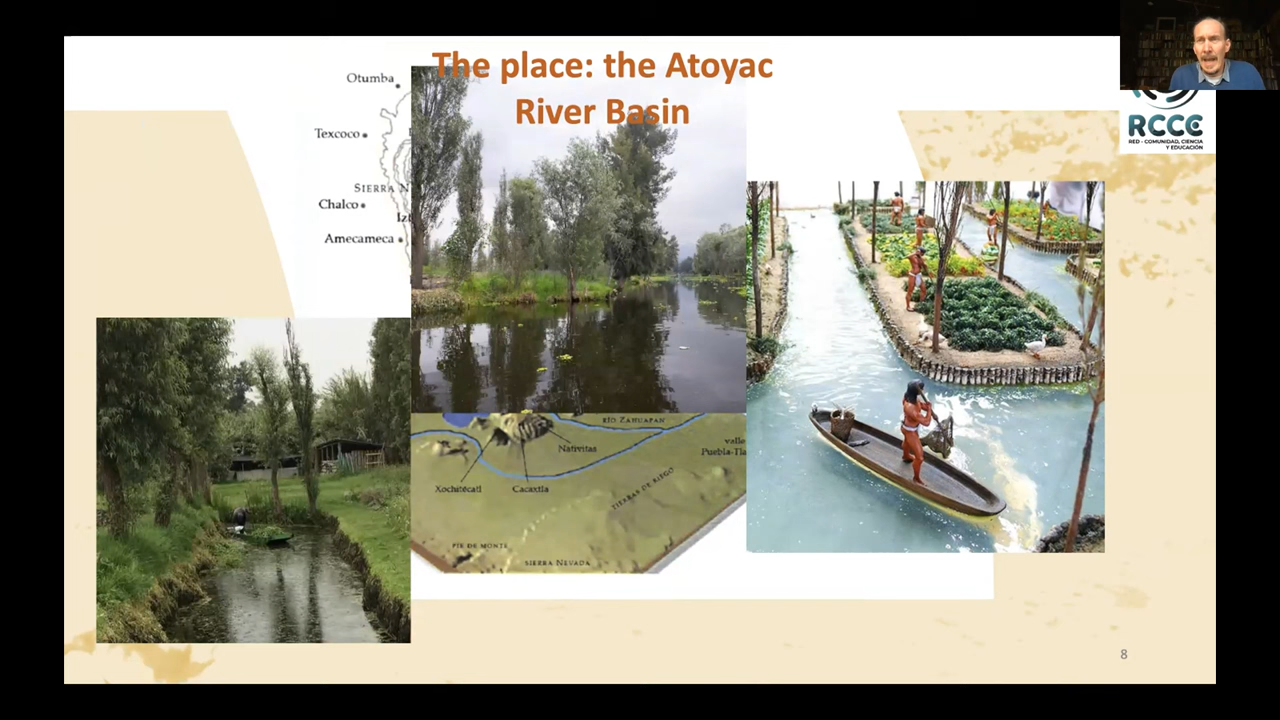 The place: the Atoyac
River Basin
Otumba
Texcoco
SIERRA N
Chalco
Izt
Amecameca
RCCE
RED - COMUNIDAD, CIENCIA
Y EDUCACIÓN
RÍO ZAHUAPAN
Nativitas
valle
Puebla-Tla
Xochitécatl
Cacaxtla
TIERRAS DE RIEGO
PIE DE MONTE
SIERRA NEVADA
8